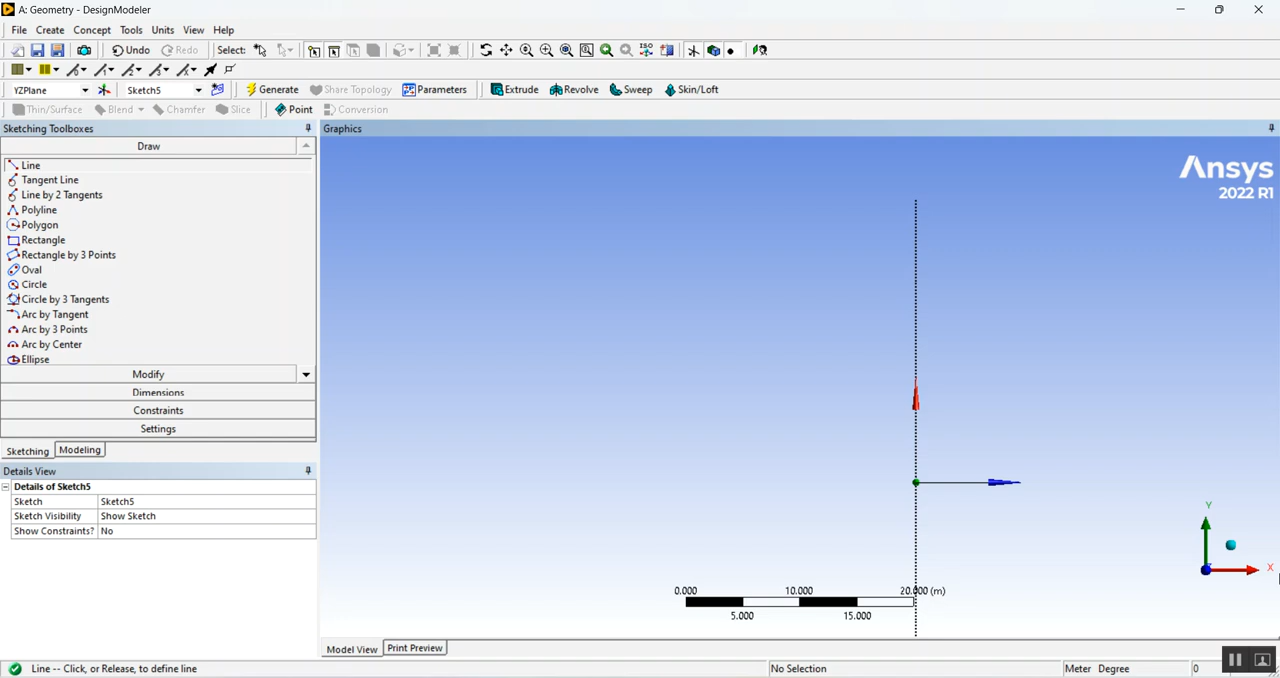 A: Geometry - DesignModeler
File Create Concept Tools Units View Help
Undo Redo Select: ISO
YZPlane Sketch5 Generate Share Topology Parameters Extrude Revolve Sweep Skin/Loft
Thin/Surface Blend Chamfer Slice Point Conversion
Sketching Toolboxes
Draw
Line
Tangent Line
Line by 2 Tangents
Polyline
Polygon
Rectangle
Rectangle by 3 Points
Oval
Circle
Circle by 3 Tangents
Arc by Tangent
Arc by 3 Points
Arc by Center
Ellipse
Modify
Dimensions
Constraints
Settings
Sketching Modeling
Details View
Details of Sketch5
Sketch Sketch5
Sketch Visibility Show Sketch
Show Constraints? No
Graphics
Ansys
2022 R1
Y
X
0.000 10.000 20.000 (m)
5.000 15.000
Model View Print Preview
Line -- Click, or Release, to define line No Selection Meter Degree 0